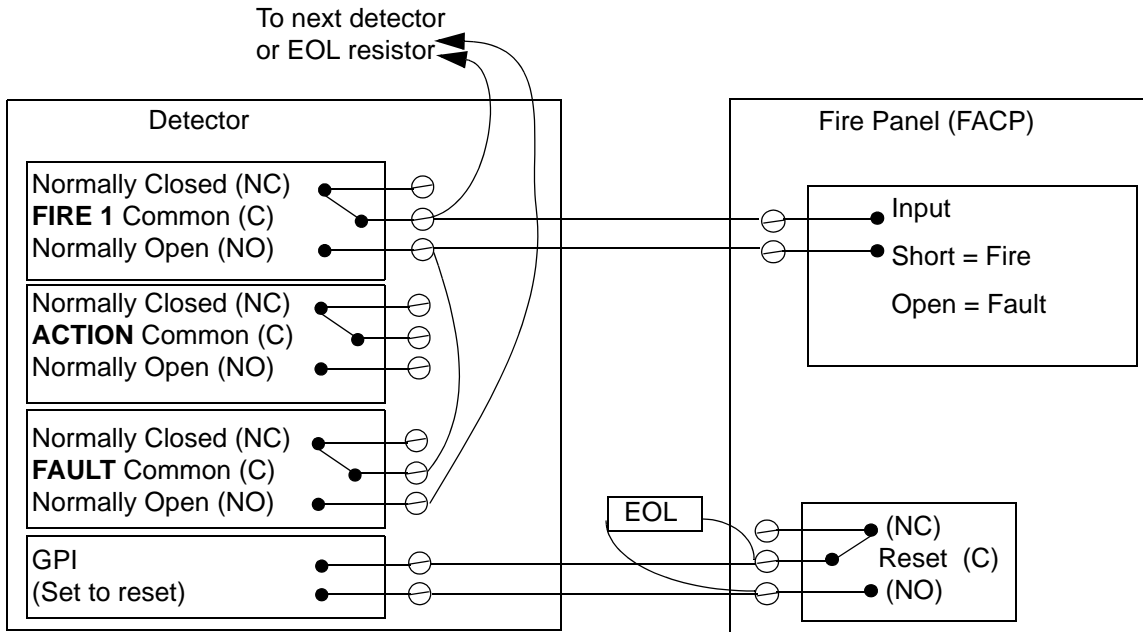 To next detector
or EOL resistor
Detector
Normally Closed (NC)
FIRE 1 Common (C)
Normally Open (NO)
Normally Closed (NC)
ACTION Common (C)
Normally Open (NO)
Normally Closed (NC)
FAULT Common (C)
Normally Open (NO)
GPI
(Set to reset)
Fire Panel (FACP)
Input
Short = Fire
Open = Fault
EOL
(NC)
Reset (C)
(NO)